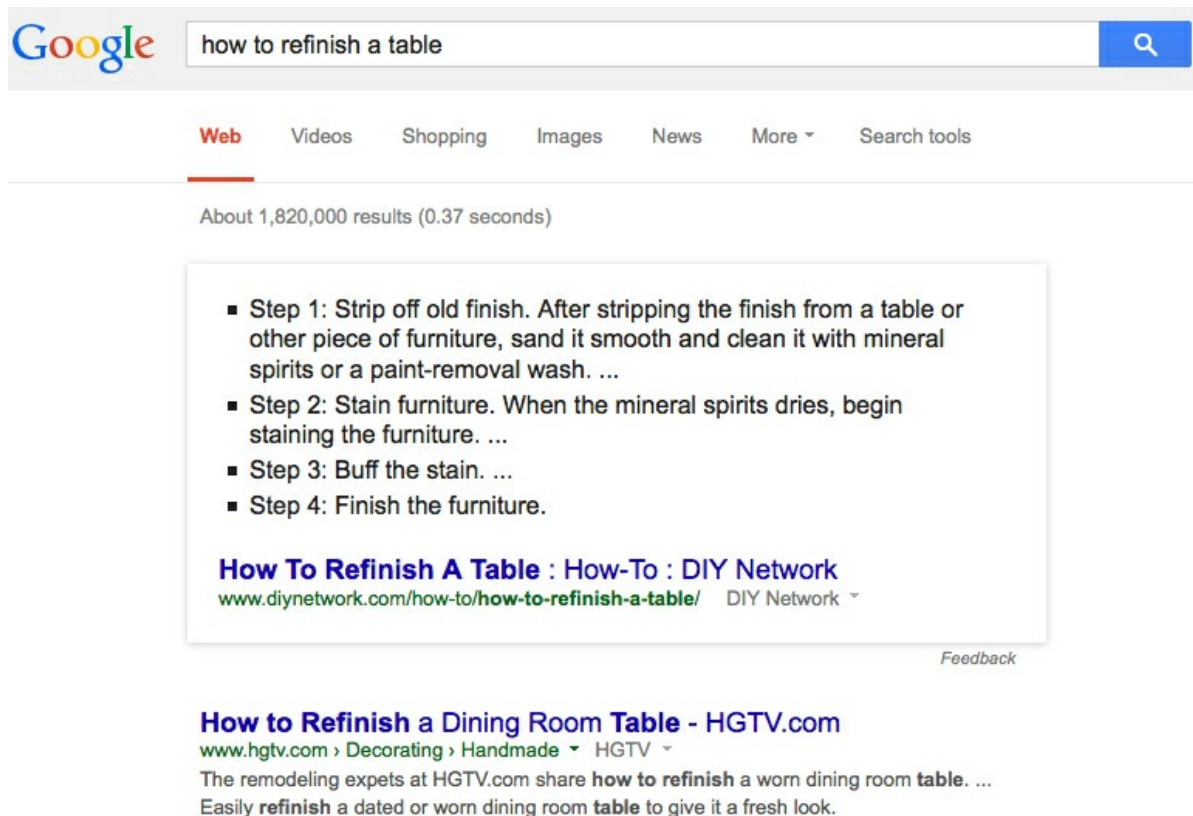 Google how to refinish a table
Web Videos Shopping Images News More Search tools
About 1,820,000 results (0.37 seconds)
▪ Step 1: Strip off old finish. After stripping the finish from a table or
other piece of furniture, sand it smooth and clean it with mineral
spirits or a paint-removal wash. ...
▪ Step 2: Stain furniture. When the mineral spirits dries, begin
staining the furniture. ...
▪ Step 3: Buff the stain. ...
▪ Step 4: Finish the furniture.
How To Refinish A Table : How-To : DIY Network
www.diynetwork.com/how-to/how-to-refinish-a-table/ DIY Network
Feedback
How to Refinish a Dining Room Table - HGTV.com
www.hgtv.com › Decorating › Handmade HGTV
The remodeling expets at HGTV.com share how to refinish a worn dining room table. ...
Easily refinish a dated or worn dining room table to give it a fresh look.